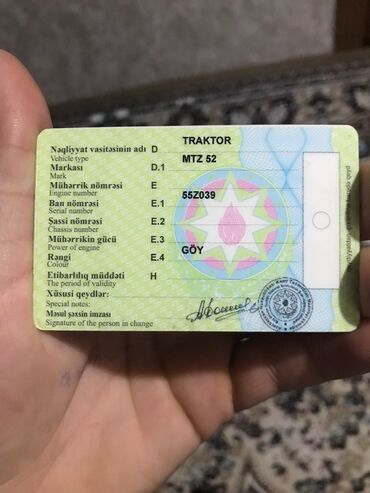 Nəqliyyat vasitəsinin adı D TRAKTOR
Vehicle type
Markası D.1 MTZ 52
Mark
Mühərrik nömrəsi E
Engine number
Ban nömrəsi E.1 55Z039
Serial number
Şassi nömrəsi E.2
Chassis number
Mühərrikin gücü E.3
Power of engine
Rəngi E.4 GÖY
Colour
Etibarlılıq müddəti H
The period of validity
Xüsusi qeydlər:
Special notes:
Məsul şəxsin imzası
Signature of the person in change